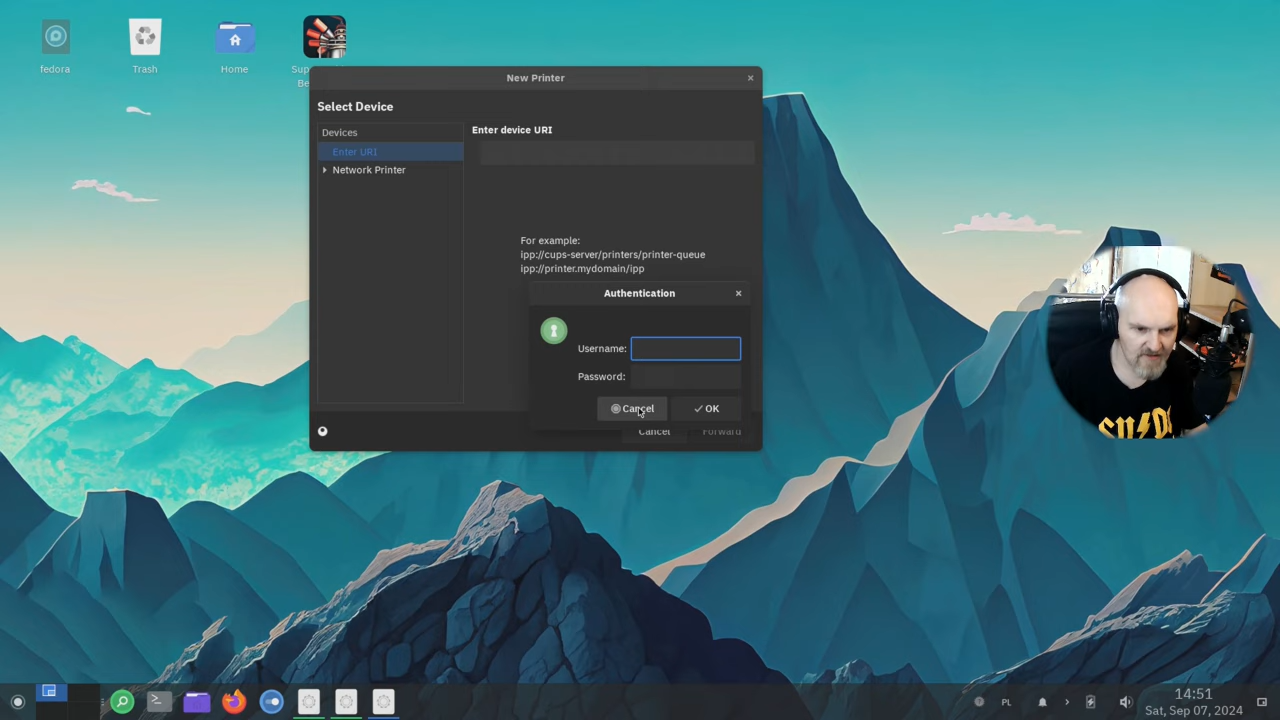 fedora
Trash
Home
Sup
Be
New Printer
Select Device
Devices
Enter URI
Network Printer
Enter device URI
For example:
ipp://cups-server/printers/printer-queue
ipp://printer.mydomain/ipp
Authentication
Username:
Password:
Cancel
OK
Cancel
Forward
PL
14:51
Sat, Sep 07, 2024